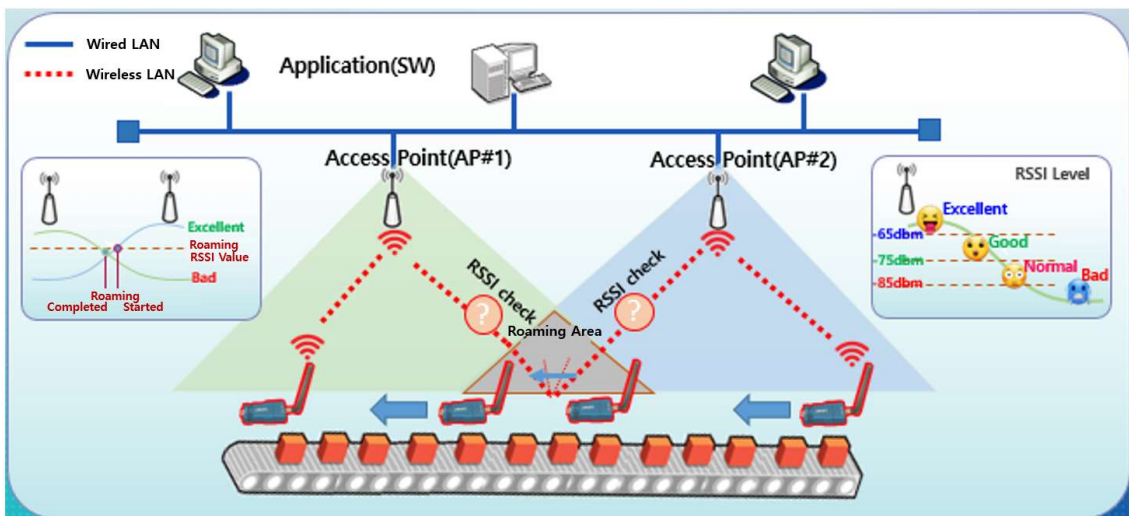 Wired LAN
Wireless LAN
Application(SW)
Access Point(AP#1)
Access Point(AP#2)
Excellent
Roaming
RSSI Value
Bad
Roaming
Completed Started
RSSI check
?
RSSI check
?
Roaming Area
RSSI Level
Excellent
-65dbm
Good
-75dbm
Normal
-85dbm
Bad